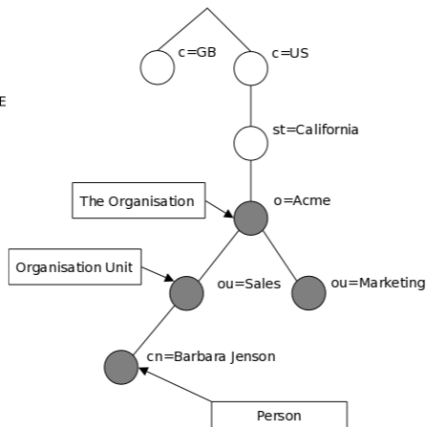 c=GB
c=US
E
st=California
The Organisation
o=Acme
Organisation Unit
ou=Sales
ou=Marketing
cn=Barbara Jenson
Person